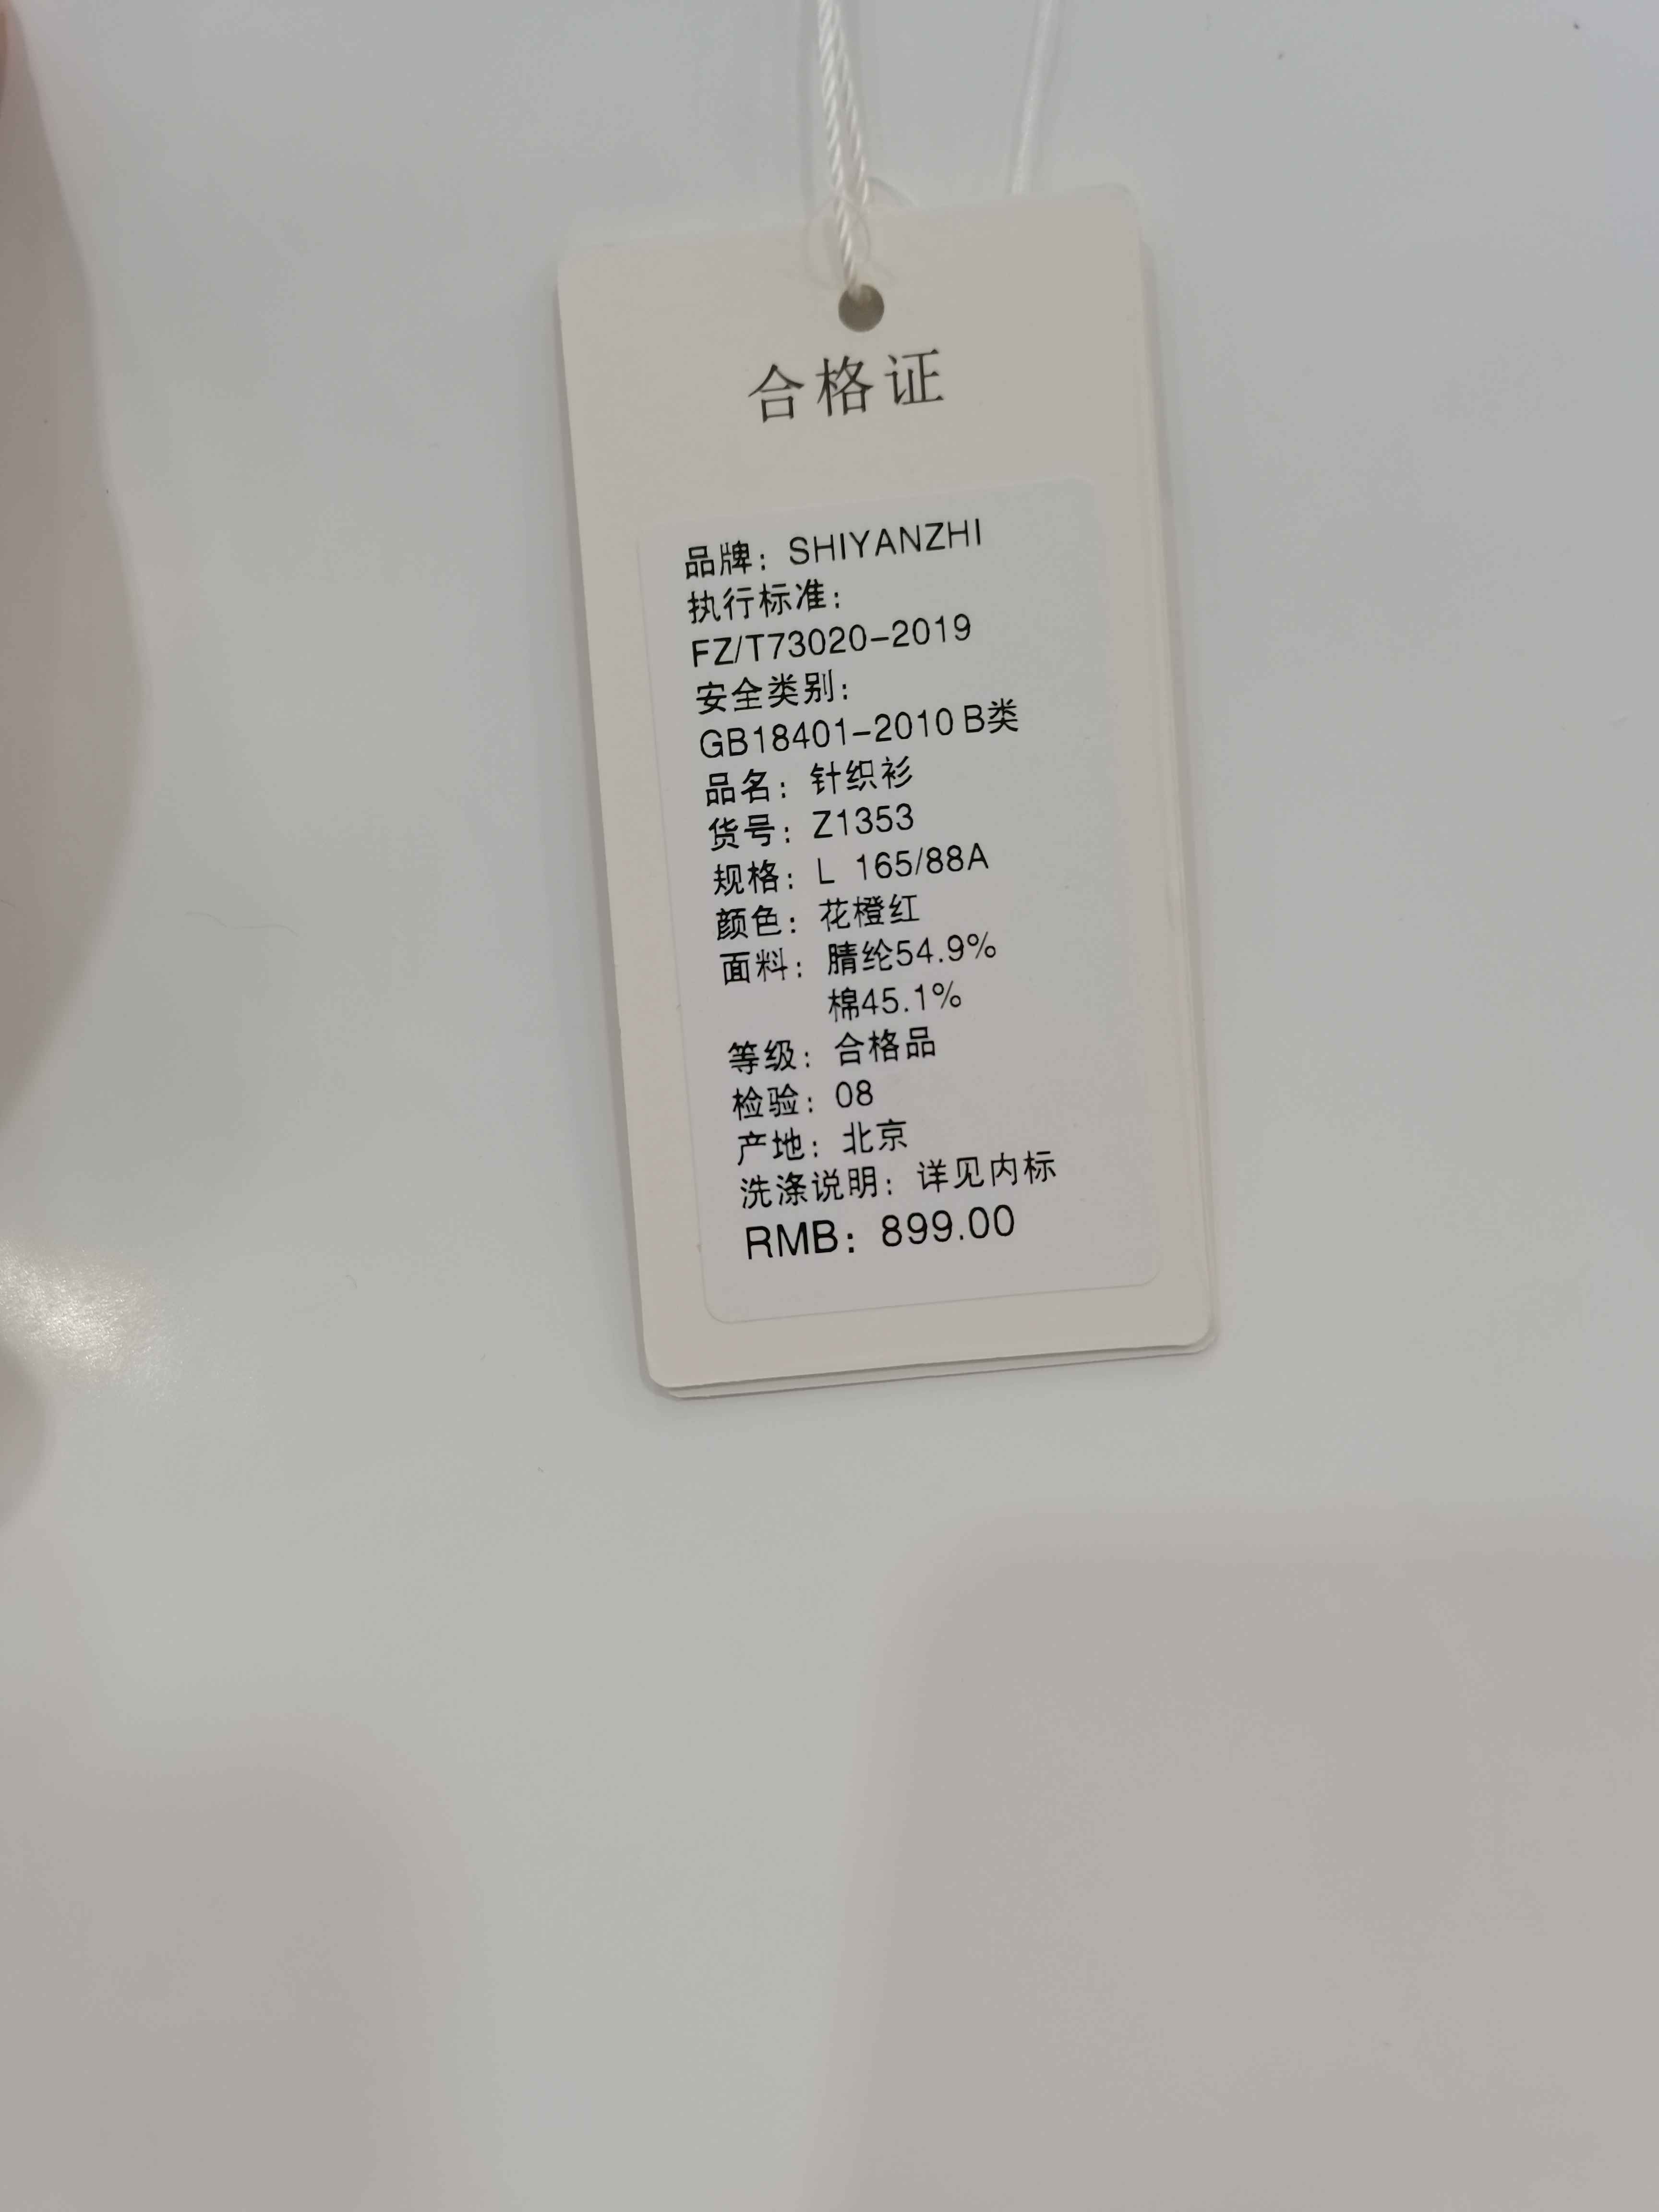 合格证
品牌：SHIYANZHI
执行标准：
FZ/T73020-2019
安全类别：
GB18401-2010 B类
品名：针织衫
货号：Z1353
规格：L 165/88A
颜色：花橙红
面料：腈纶54.9%
棉45.1%
等级：合格品
检验：08
产地：北京
洗涤说明：详见内标
RMB：899.00